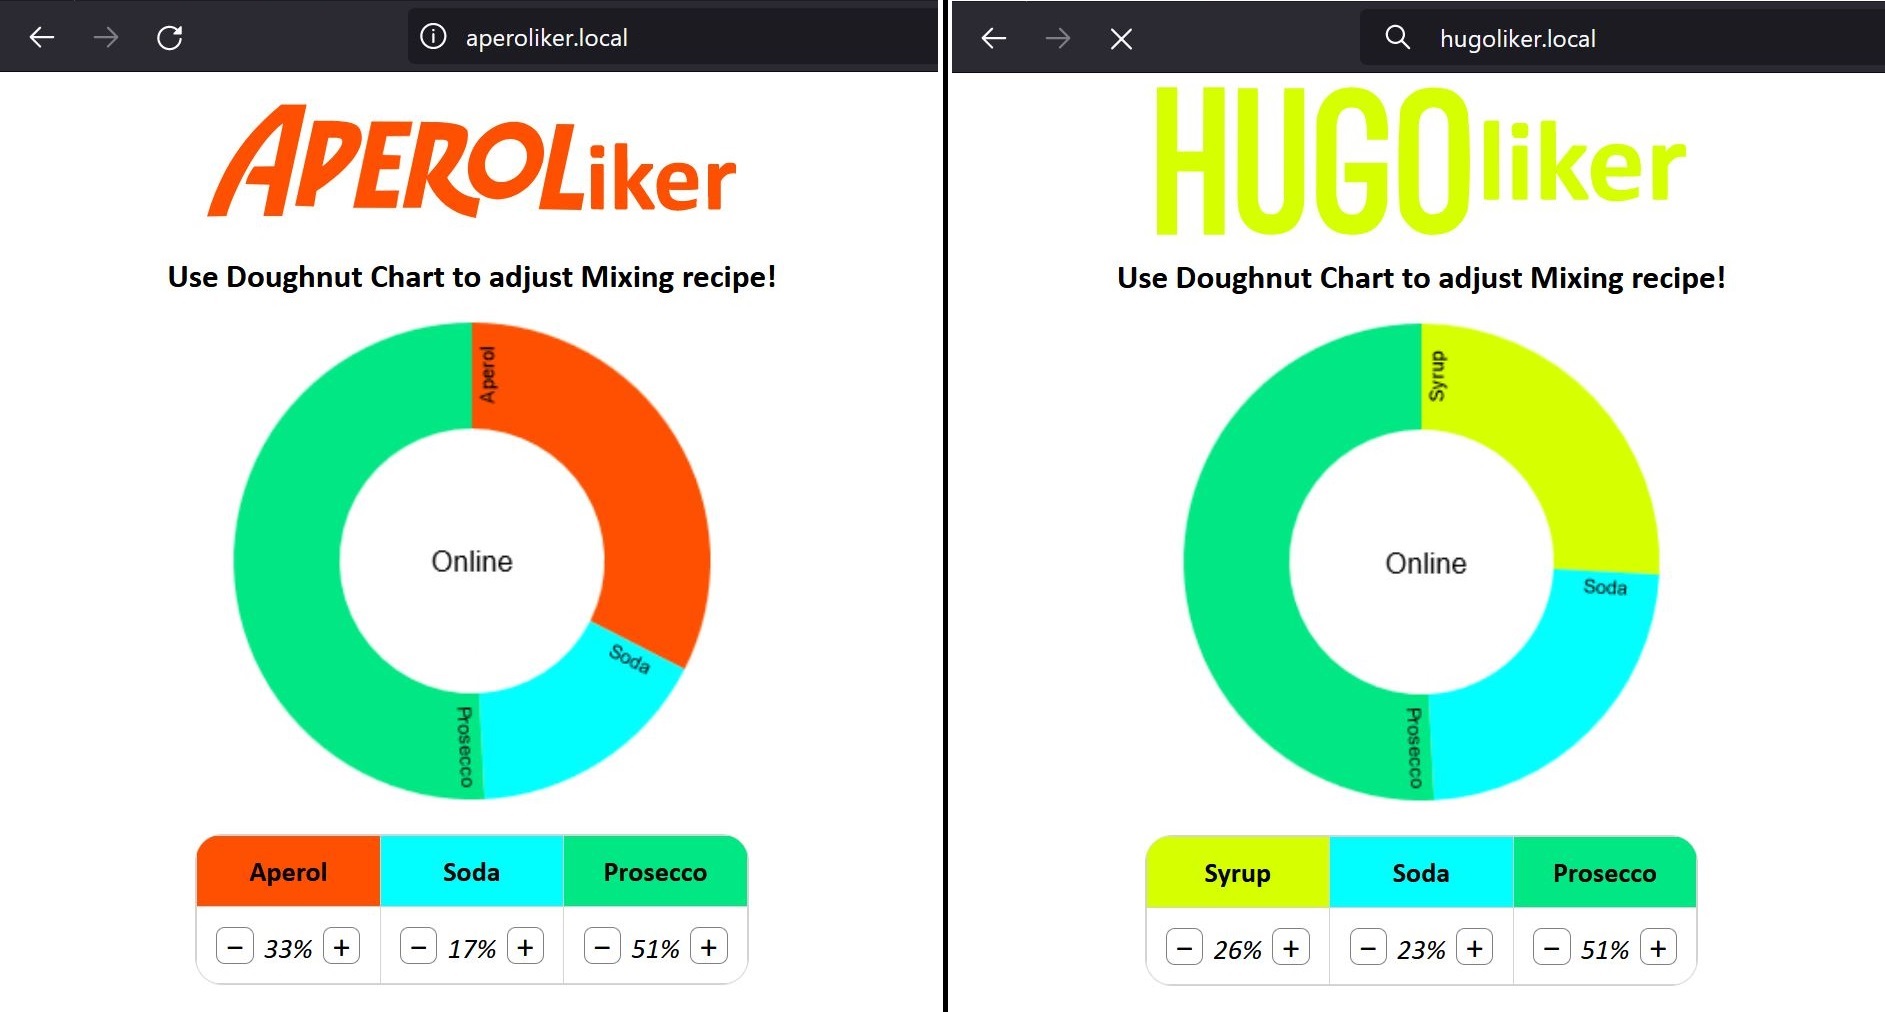 aperoliker.local
APEROLiker
Use Doughnut Chart to adjust Mixing recipe!
Aperol
Online
Soda
Prosecco
Aperol Soda Prosecco
− 33% + − 17% + − 51% +
hugoliker.local
HUGOliker
Use Doughnut Chart to adjust Mixing recipe!
Syrup
Online
Soda
Prosecco
Syrup Soda Prosecco
− 26% + − 23% + − 51% +